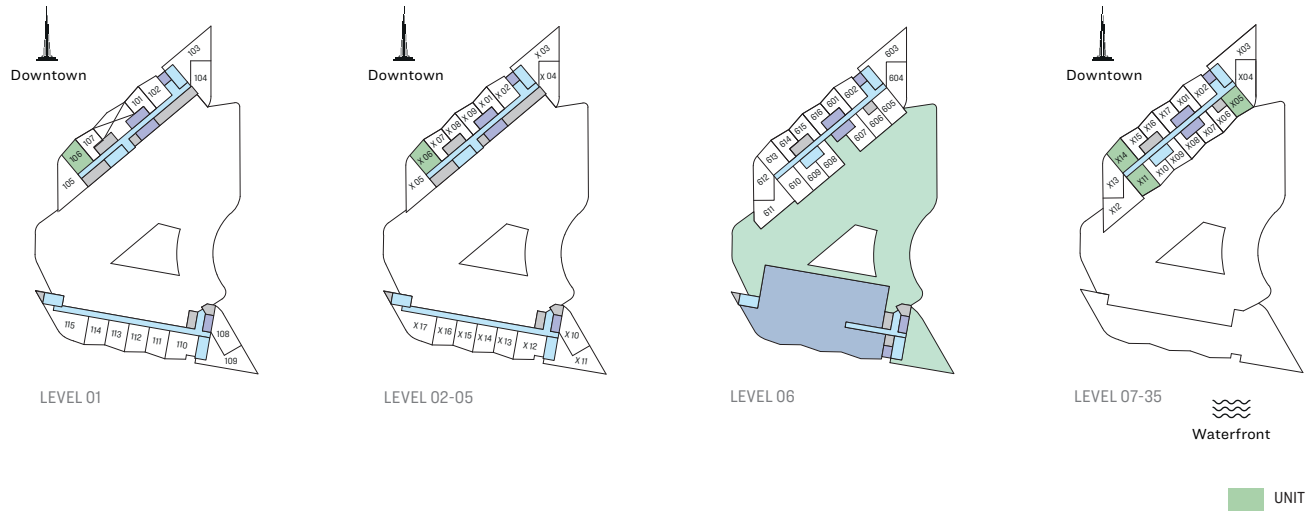 Downtown
103
104
102
101
107
106
105
115
114
113
112
111
110
108
109
LEVEL 01
Downtown
X 03
X 04
X 02
X 01
X 09
X 08
X 07
X 06
X 05
X 17
X 16
X 15
X 14
X 13
X 12
X 10
X 11
LEVEL 02-05
603
604
602
601
616
615
614
613
612
611
610
609
608
607
606
605
LEVEL 06
Downtown
X03
X04
X05
X02
X01
X17
X16
X15
X14
X13
X12
X11
X10
X09
X08
X07
X06
LEVEL 07-35
Waterfront
UNIT